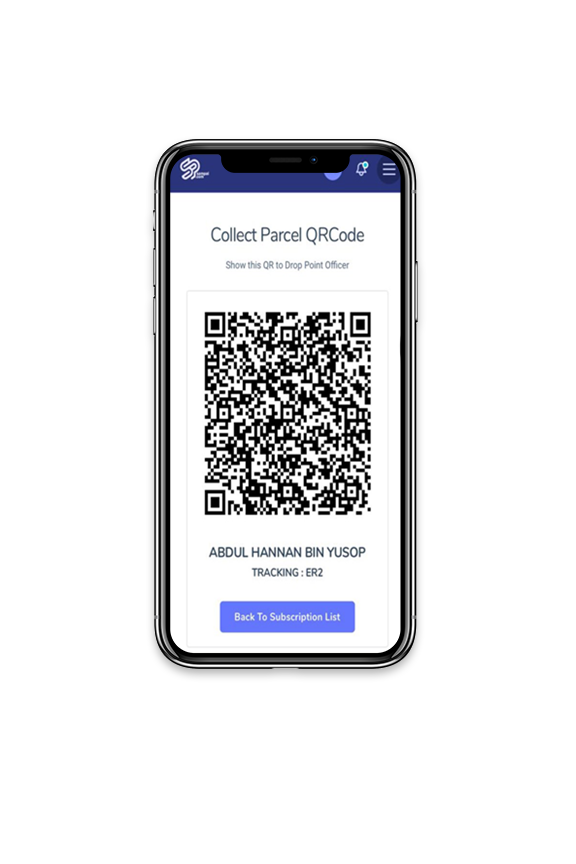 Collect Parcel QRCode
Show this QR to Drop Point Officer
ABDUL HANNAN BIN YUSOP
TRACKING : ER2
Back To Subscription List